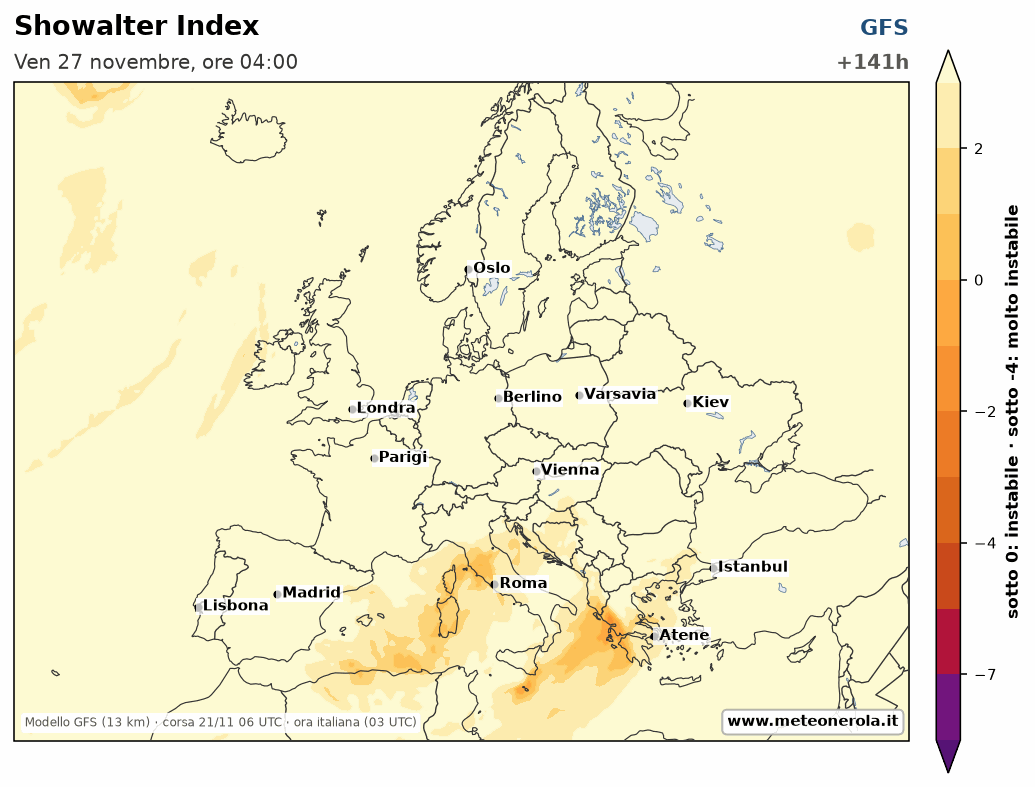 Showalter Index
GFS
Ven 27 novembre, ore 04:00
+141h
Oslo
Berlino
Varsavia
Kiev
Londra
Parigi
Vienna
Istanbul
Roma
Madrid
Lisbona
Atene
Modello GFS (13 km) · corsa 21/11 06 UTC · ora italiana (03 UTC)
www.meteonerola.it
2
0
−2
−4
−7
sotto 0: instabile · sotto -4: molto instabile